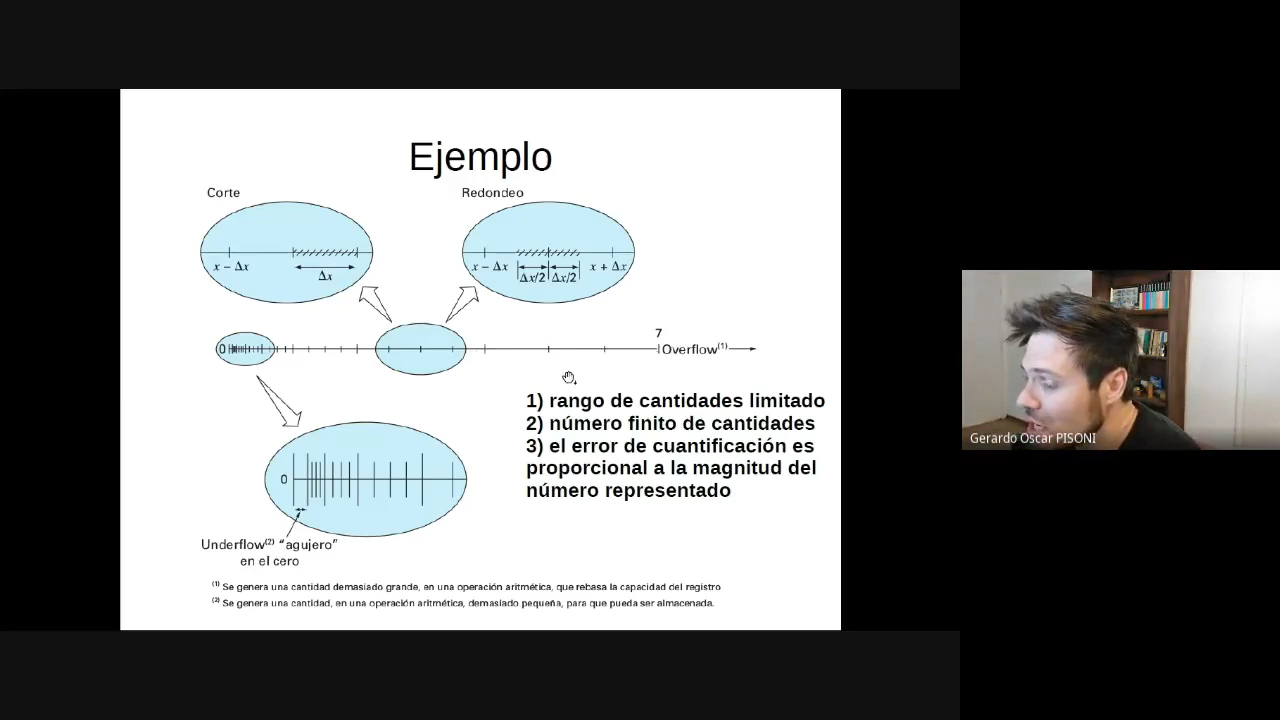 Ejemplo
Corte
Redondeo
x − Δx
Δx
x − Δx
Δx/2
Δx/2
x + Δx
0
7
Overflow(1)
1) rango de cantidades limitado
2) número finito de cantidades
3) el error de cuantificación es
proporcional a la magnitud del
número representado
0
Underflow(2) “agujero”
en el cero
(1) Se genera una cantidad demasiado grande, en una operación aritmética, que rebasa la capacidad del registro
(2) Se genera una cantidad, en una operación aritmética, demasiado pequeña, para que pueda ser almacenada.
Gerardo Oscar PISONI